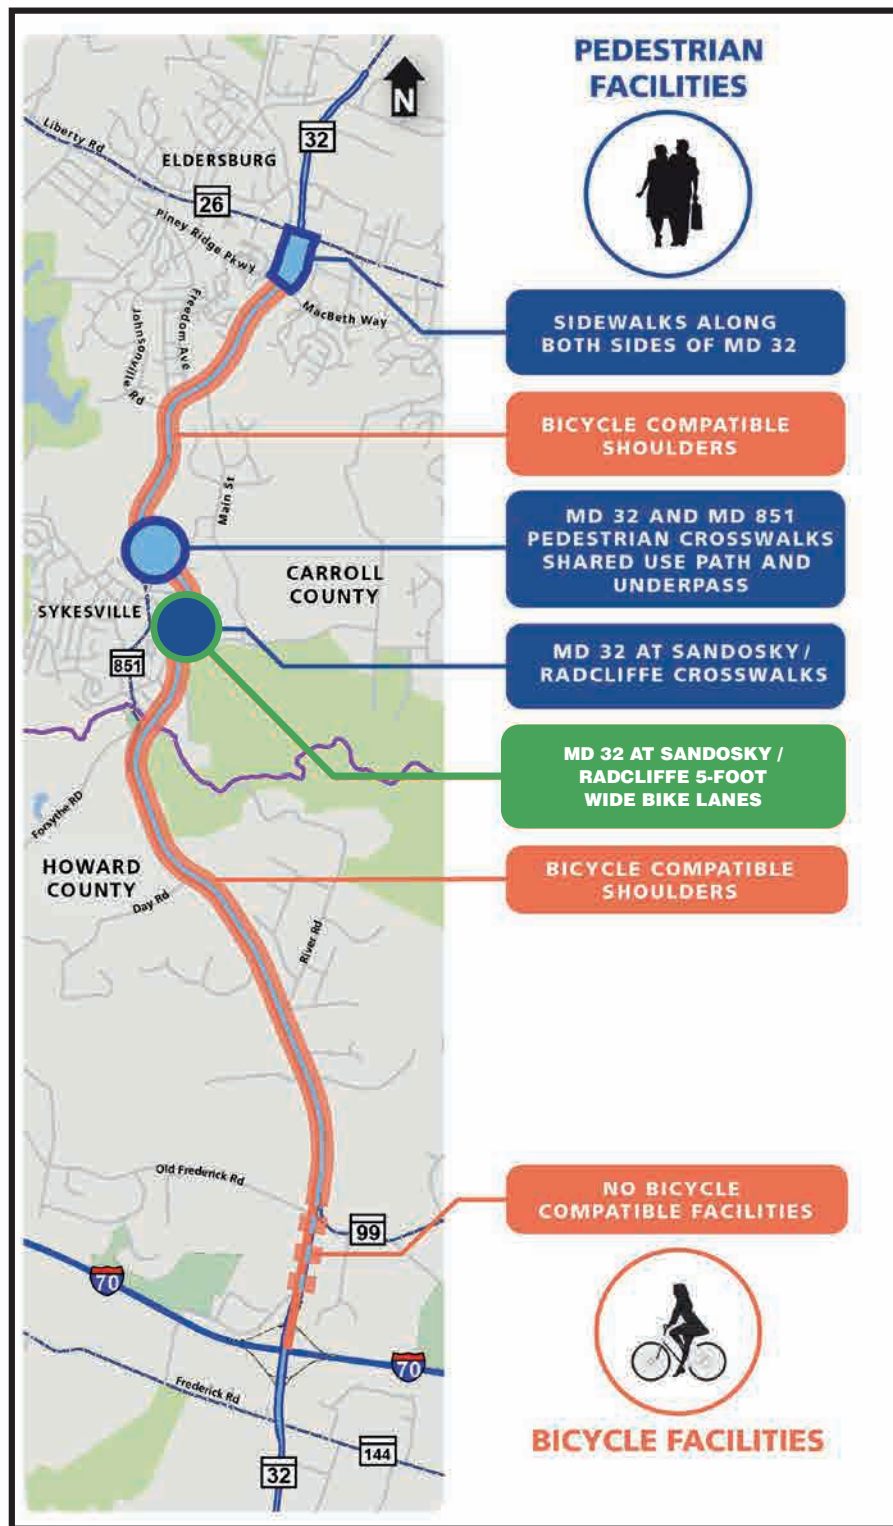 PEDESTRIAN
FACILITIES
N
32
Liberty Rd
ELDERSBURG
26
Piney Ridge Pkwy
MacBeth Way
Freedom Ave
Johnsonville Rd
SIDEWALKS ALONG
BOTH SIDES OF MD 32
BICYCLE COMPATIBLE
SHOULDERS
Main St
MD 32 AND MD 851
PEDESTRIAN CROSSWALKS
SHARED USE PATH AND
UNDERPASS
CARROLL
COUNTY
SYKESVILLE
851
MD 32 AT SANDOSKY /
RADCLIFFE CROSSWALKS
MD 32 AT SANDOSKY /
RADCLIFFE 5-FOOT
WIDE BIKE LANES
Forsythe RD
HOWARD
COUNTY
Day Rd
BICYCLE COMPATIBLE
SHOULDERS
River Rd
Old Frederick Rd
99
NO BICYCLE
COMPATIBLE FACILITIES
70
70
Frederick Rd
144
32
BICYCLE FACILITIES